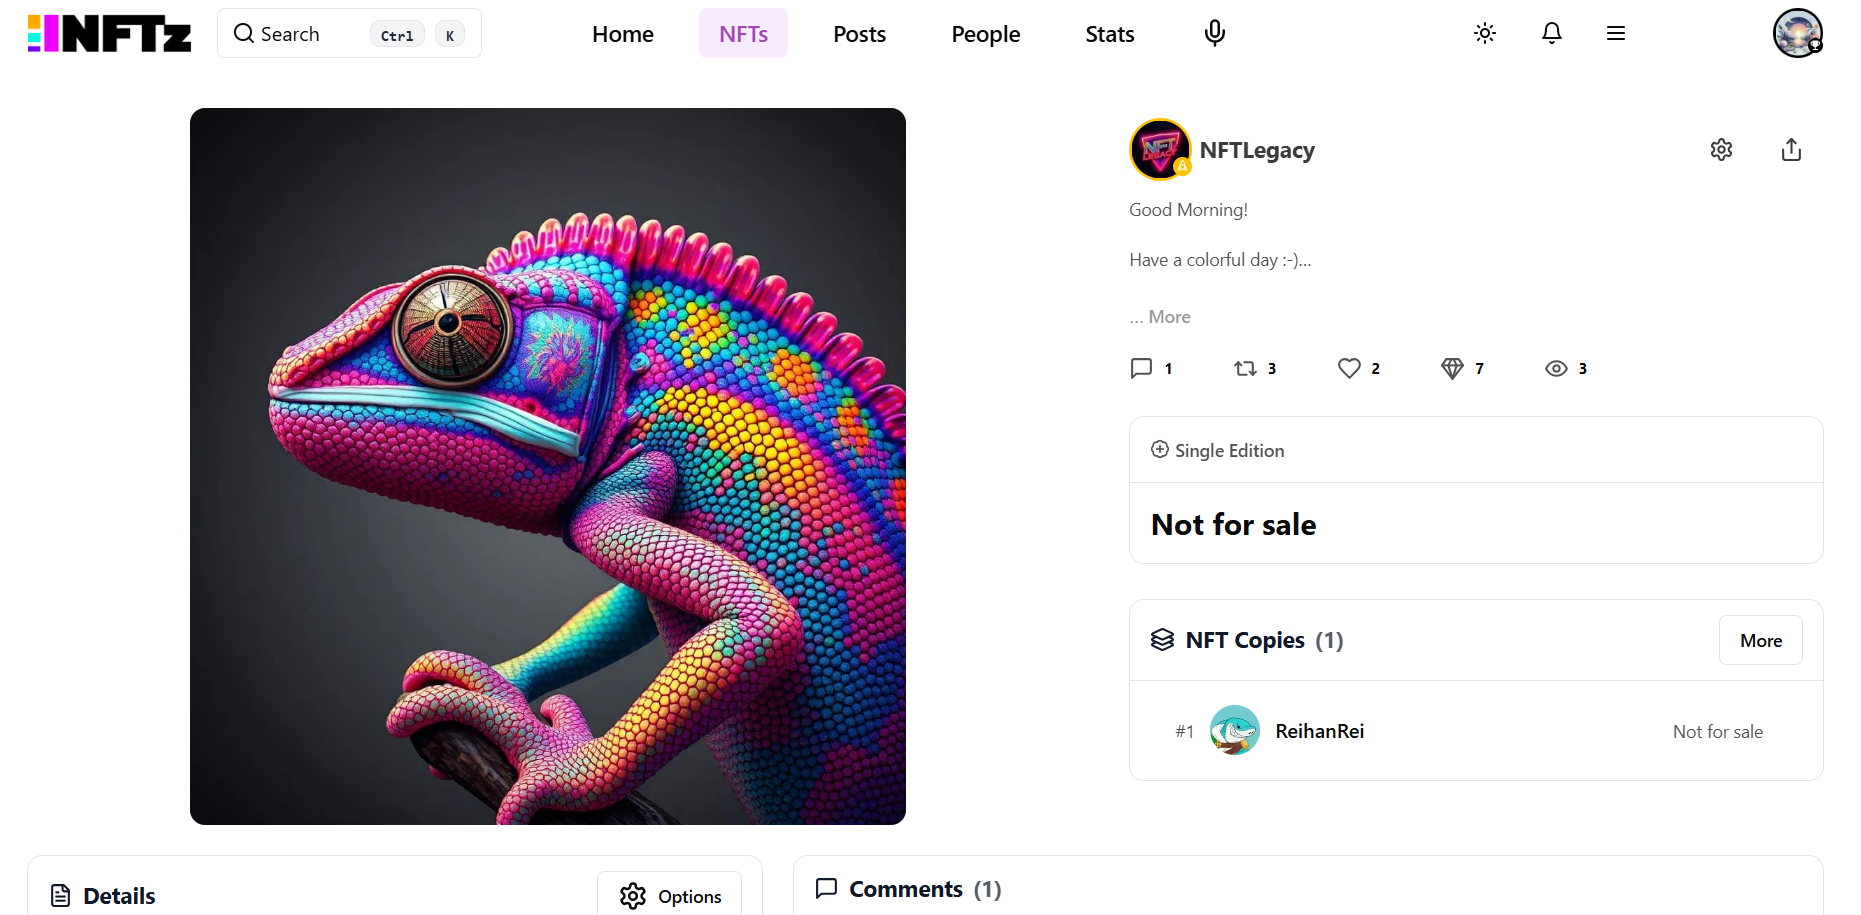 NFTz
Search Ctrl K
Home NFTs Posts People Stats
NFT LEGACY
NFTLegacy
Good Morning!
Have a colorful day :-)...
... More
1 3 2 7 3
Single Edition
Not for sale
NFT Copies (1) More
#1 ReihanRei Not for sale
Details Options
Comments (1)